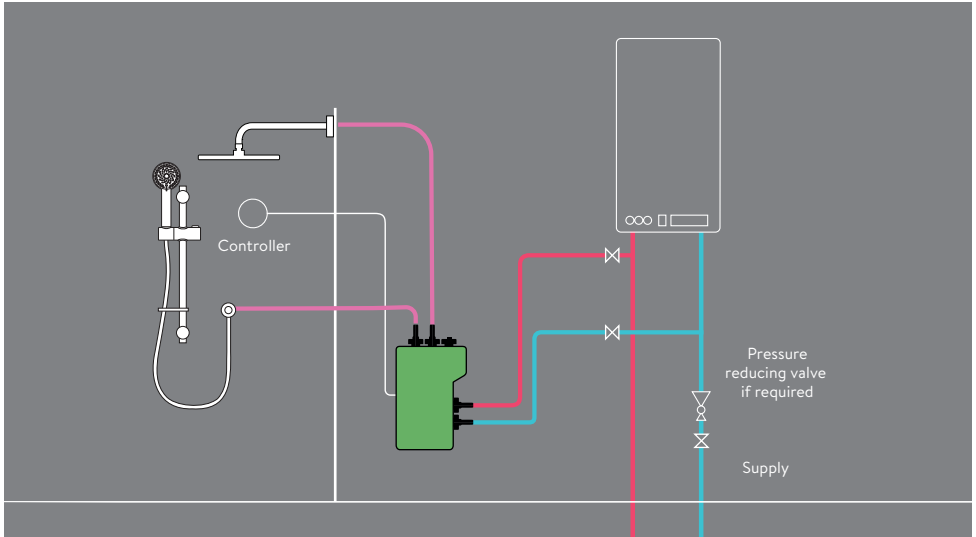 Controller
Pressure
reducing valve
if required
Supply